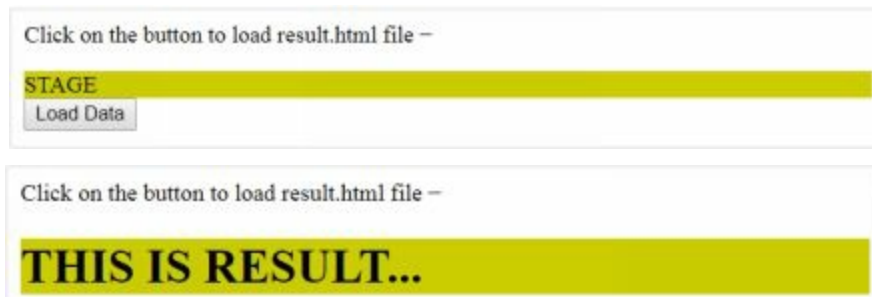 Click on the button to load result.html file −
STAGE
Load Data
Click on the button to load result.html file −
THIS IS RESULT...